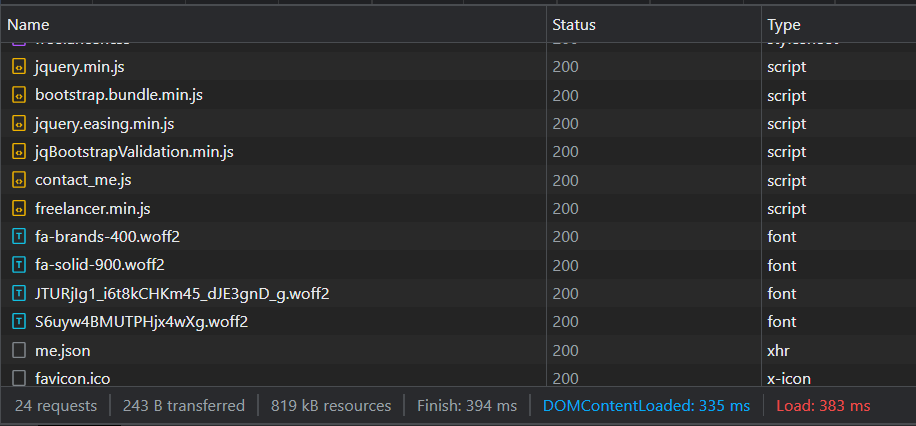 Name Status Type
jquery.min.js 200 script
bootstrap.bundle.min.js 200 script
jquery.easing.min.js 200 script
jqBootstrapValidation.min.js 200 script
contact_me.js 200 script
freelancer.min.js 200 script
fa-brands-400.woff2 200 font
fa-solid-900.woff2 200 font
JTURjIg1_i6t8kCHKm45_dJE3gnD_g.woff2 200 font
S6uyw4BMUTPHjx4wXg.woff2 200 font
me.json 200 xhr
favicon.ico 200 x-icon
24 requests 243 B transferred 819 kB resources Finish: 394 ms DOMContentLoaded: 335 ms Load: 383 ms